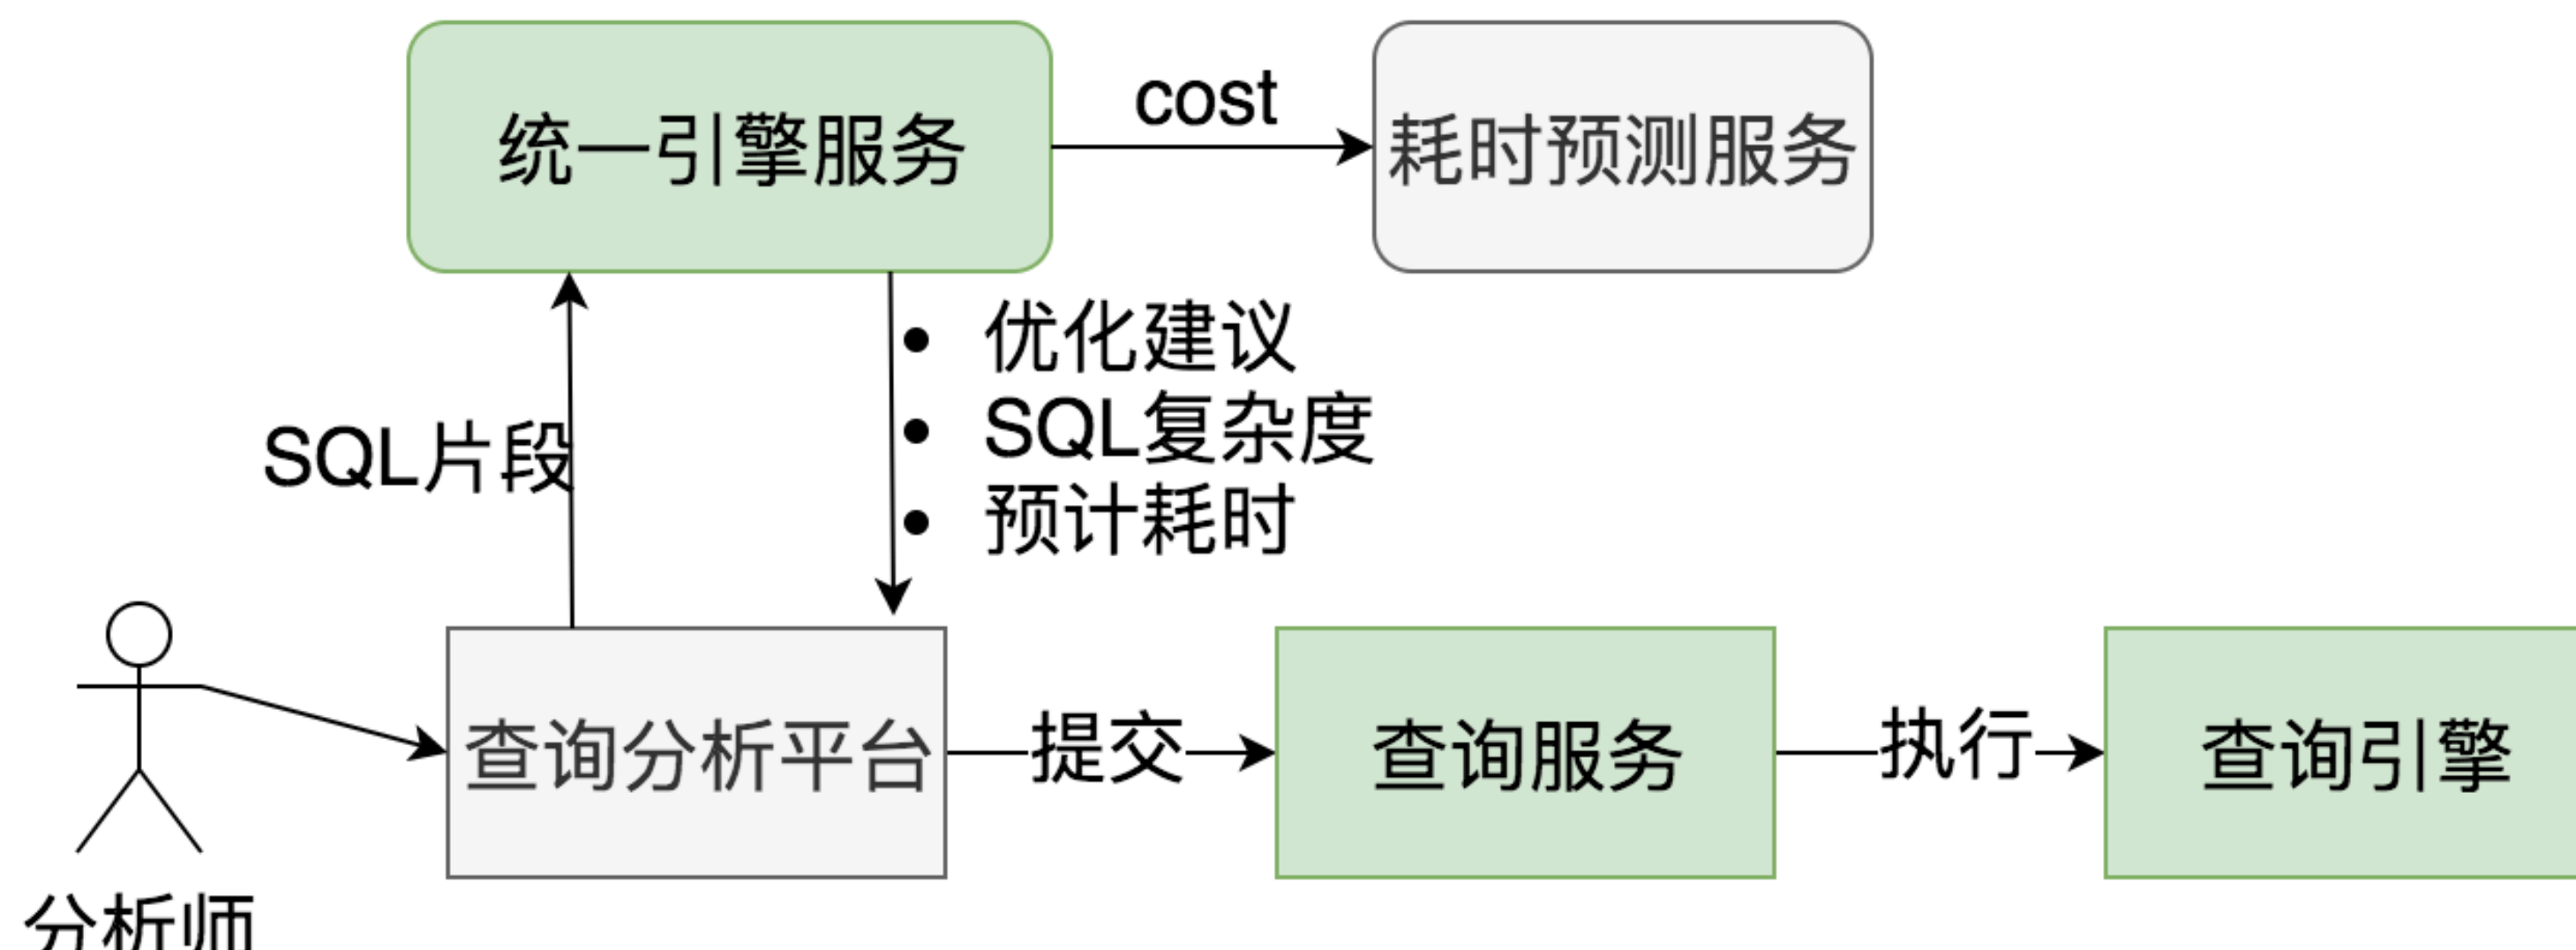 统一引擎服务
cost
耗时预测服务
SQL片段
• 优化建议
• SQL复杂度
• 预计耗时
查询分析平台
提交
查询服务
执行
查询引擎
分析师